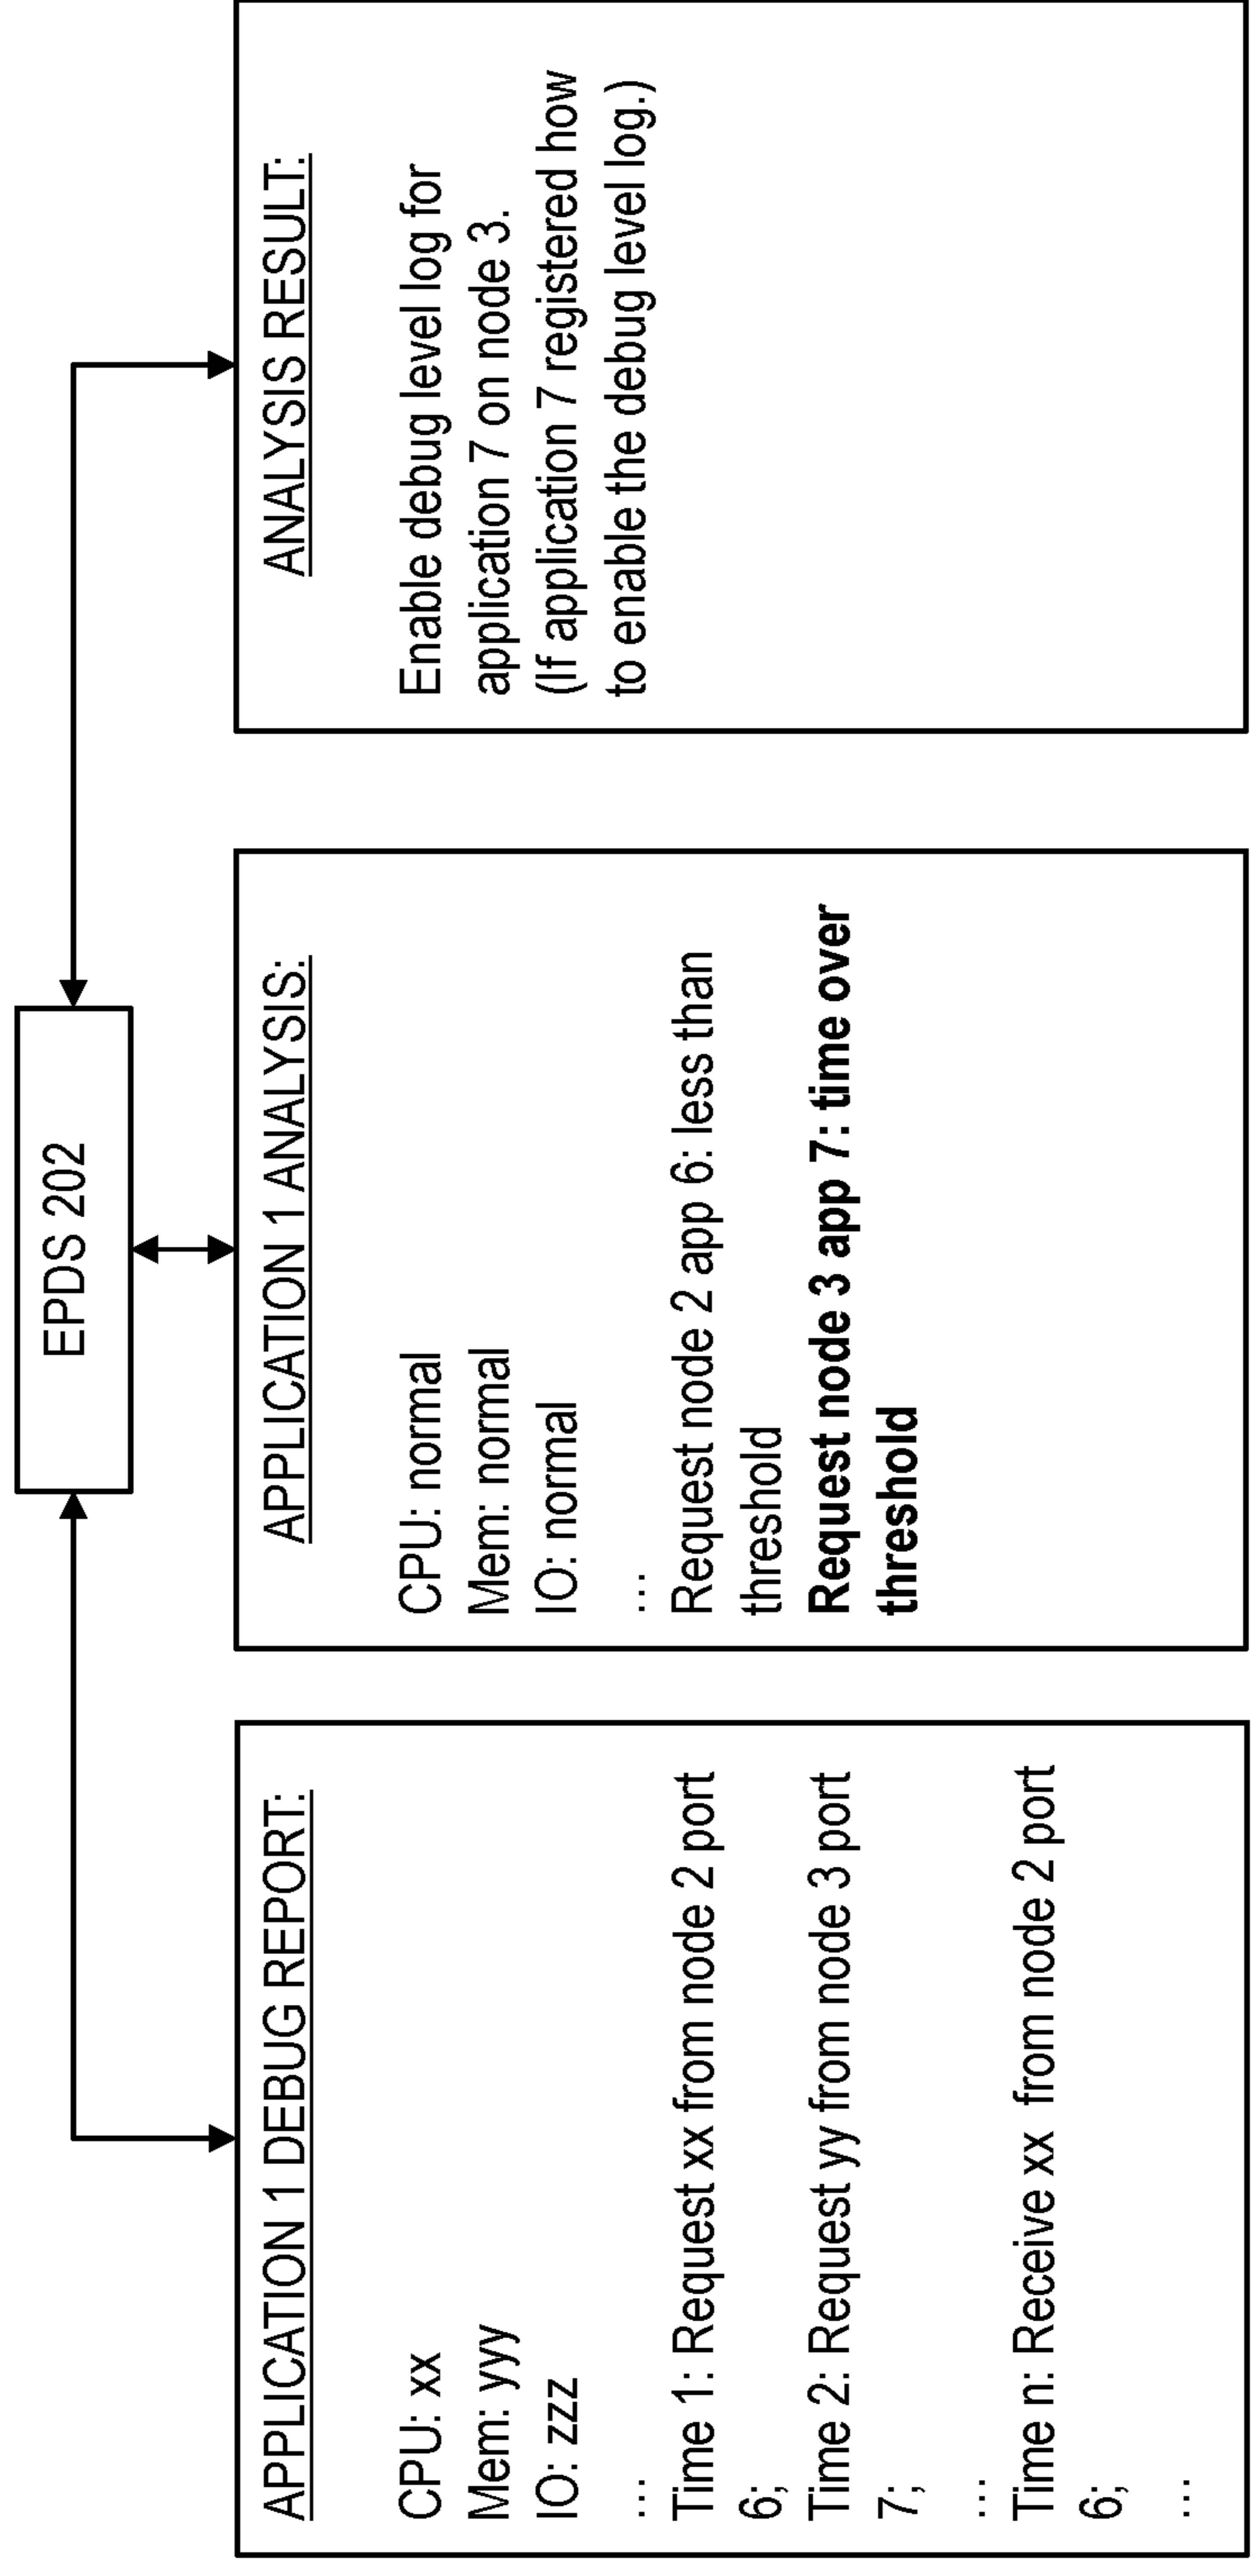 EPDS 202
APPLICATION 1 DEBUG REPORT:
CPU: xx
Mem: yyy
IO: zzz
...
Time 1: Request xx from node 2 port
6;
Time 2: Request yy from node 3 port
7;
...
Time n: Receive xx from node 2 port
6;
...
APPLICATION 1 ANALYSIS:
CPU: normal
Mem: normal
IO: normal
...
Request node 2 app 6: less than
threshold
Request node 3 app 7: time over
threshold
ANALYSIS RESULT:
Enable debug level log for
application 7 on node 3.
(If application 7 registered how
to enable the debug level log.)